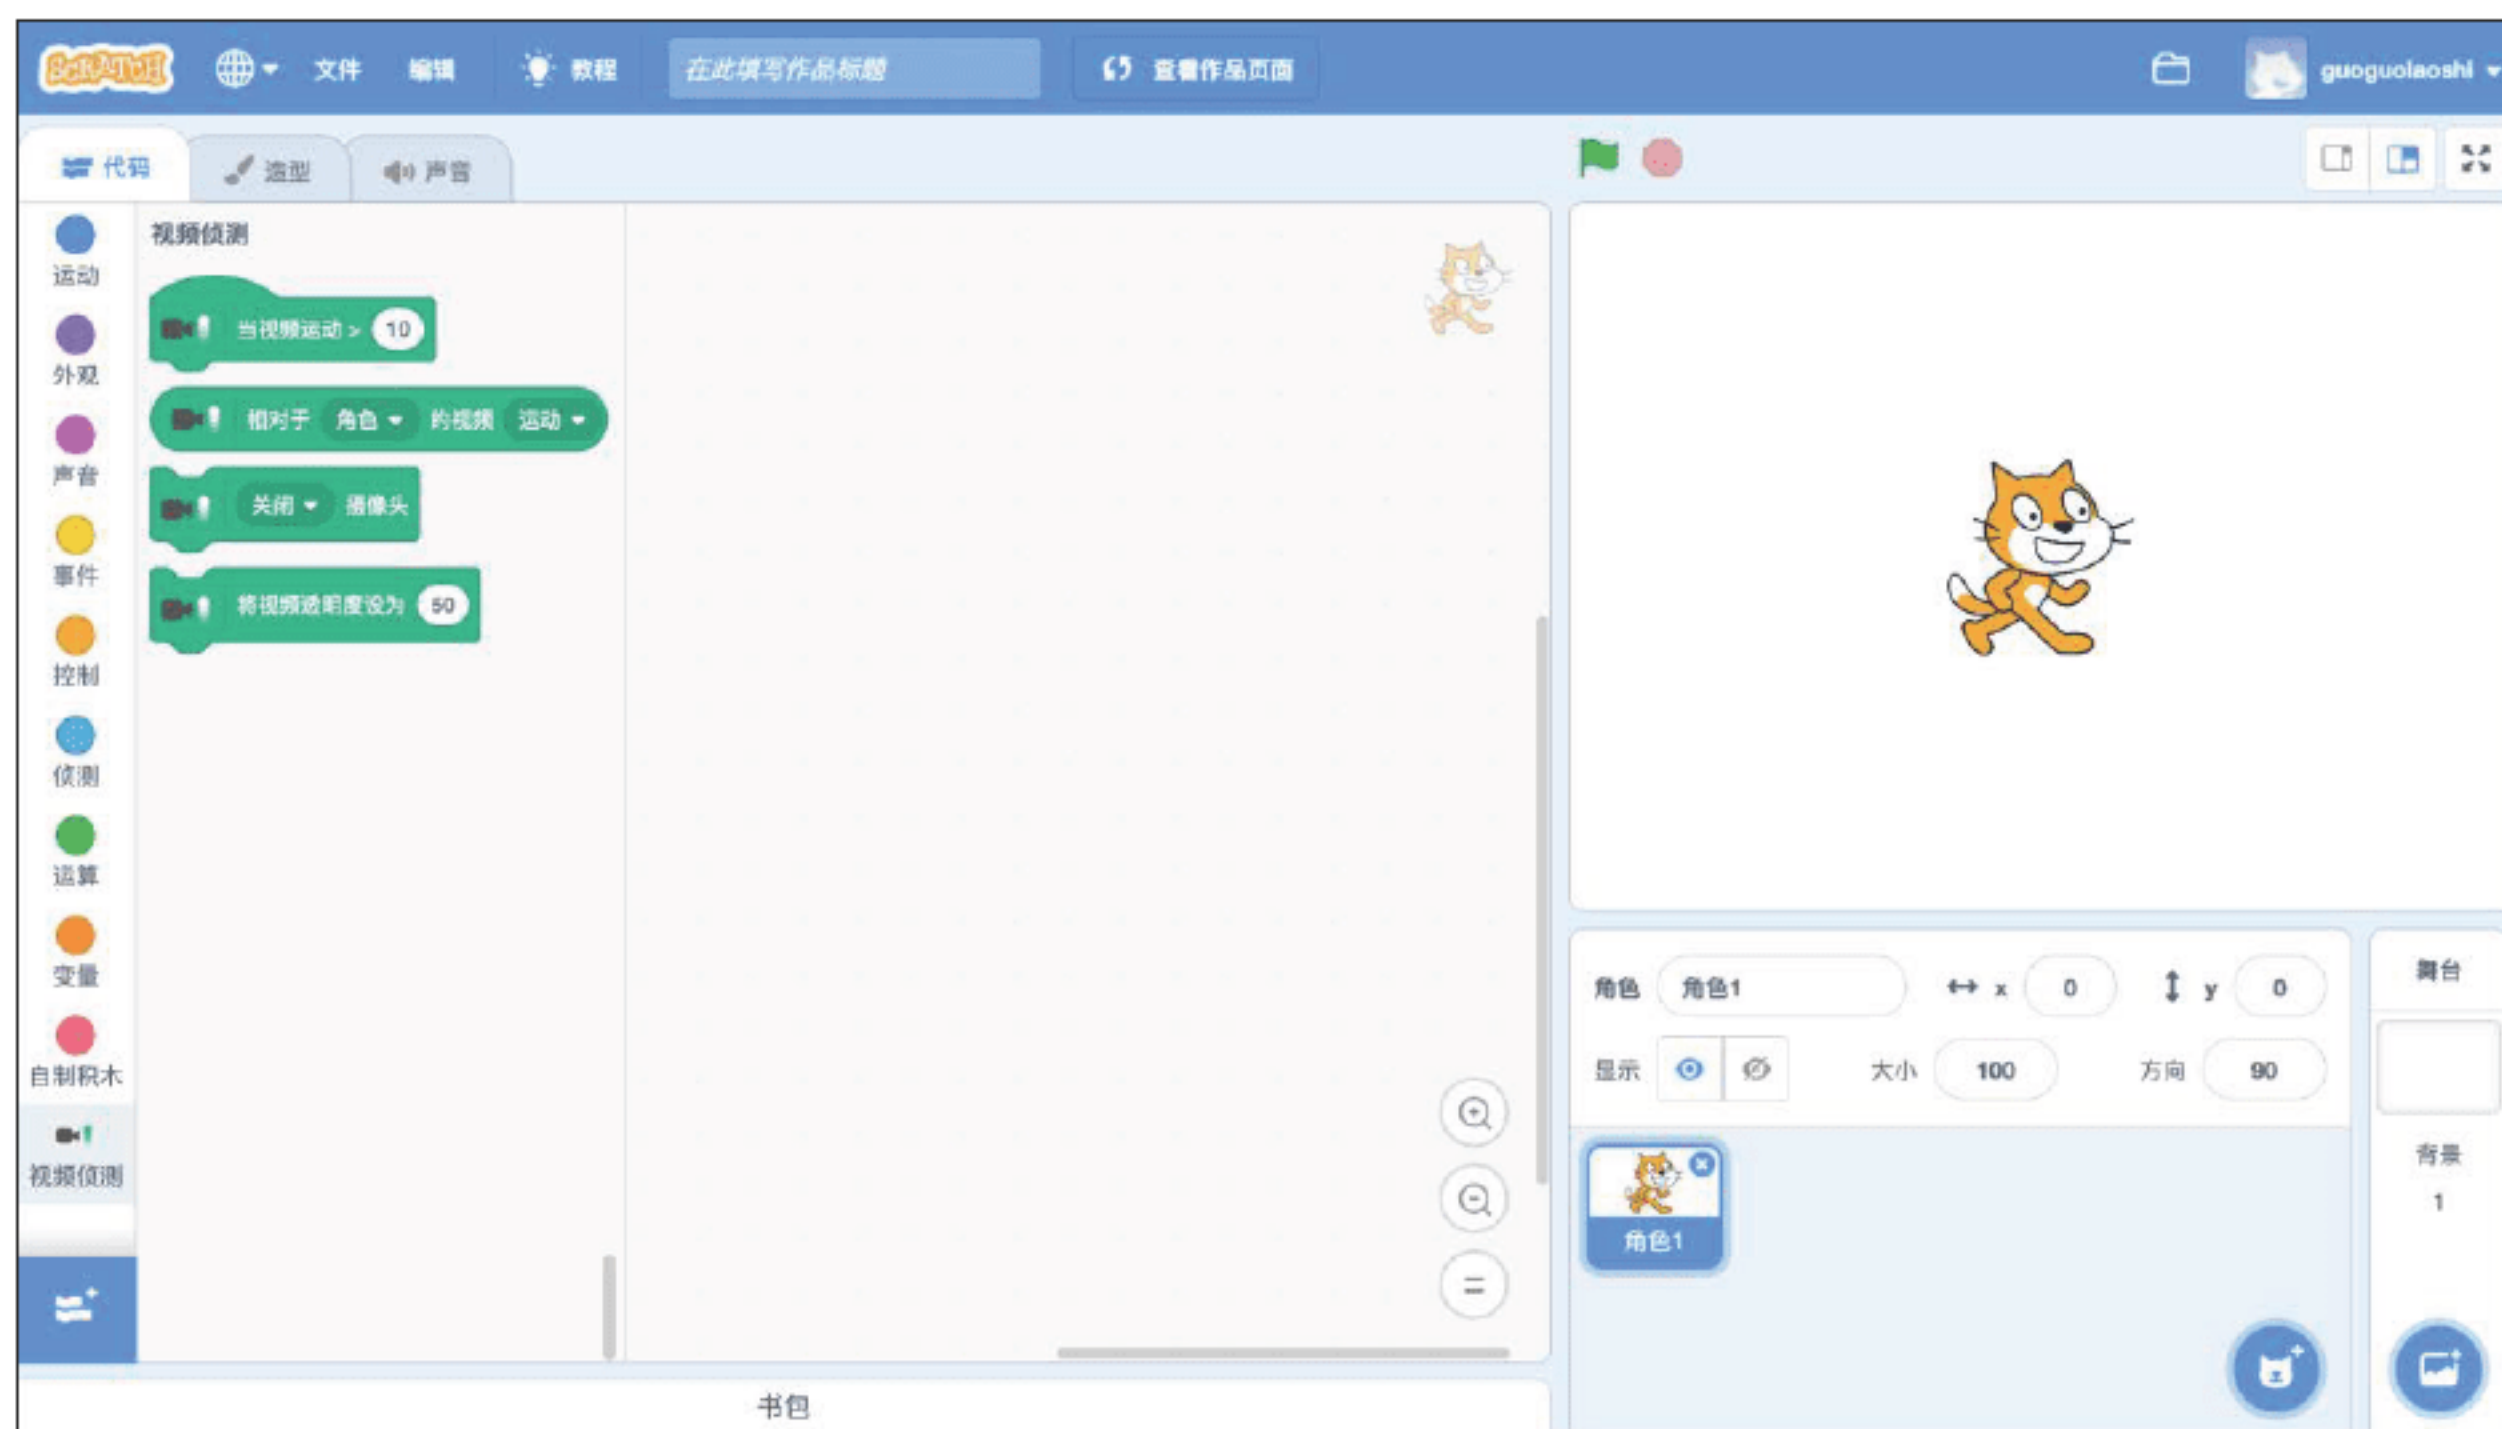 SCRATCH 文件 编辑 教程 在此填写作品标题 查看作品页面 guoguolaoshi
代码 造型 声音
运动
外观
声音
事件
控制
侦测
运算
变量
自制积木
视频侦测
视频侦测
当视频运动 > 10
相对于 角色 的视频 运动
关闭 摄像头
将视频透明度设为 50
角色 角色1 x 0 y 0
显示 大小 100 方向 90
角色1
舞台
背景
1
书包